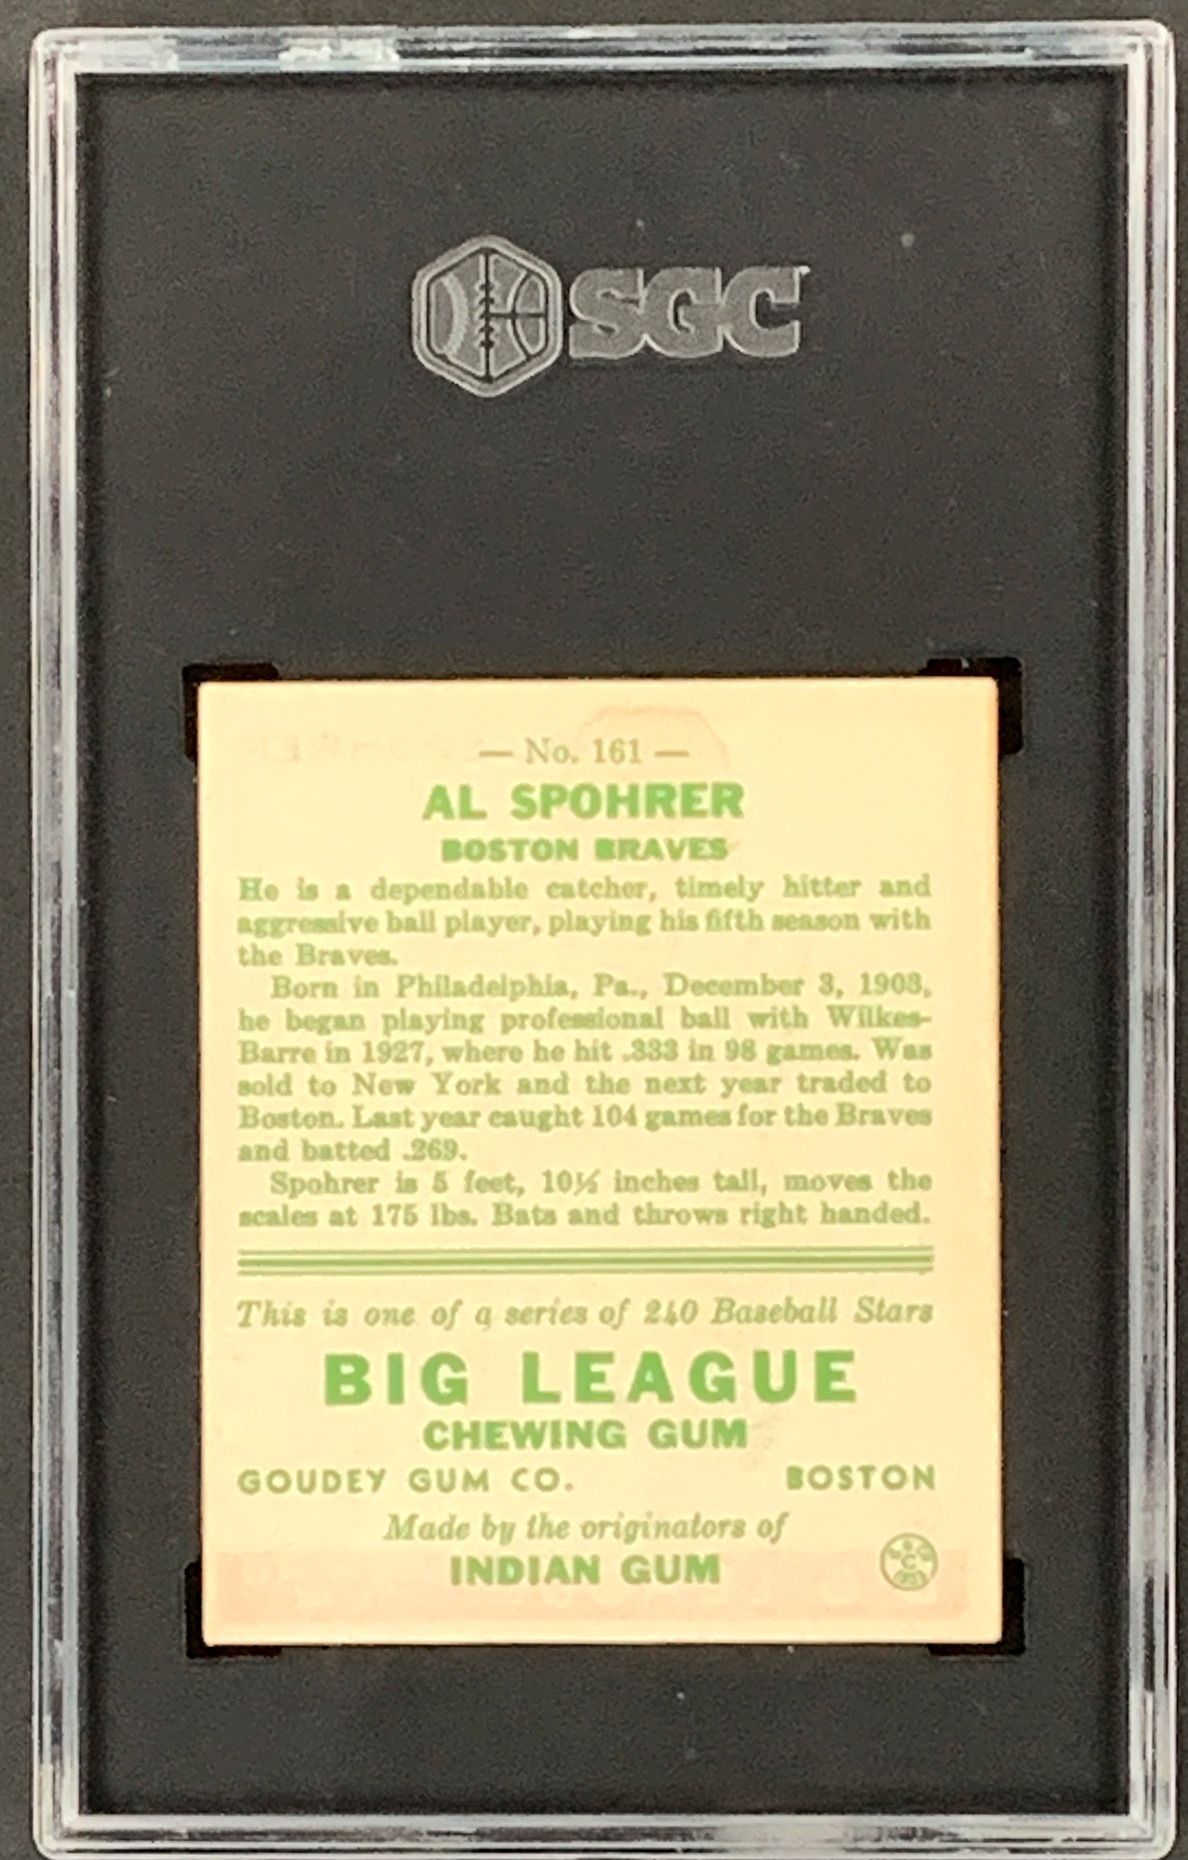 SGC
— No. 161 —
AL SPOHRER
BOSTON BRAVES
He is a dependable catcher, timely hitter and
aggressive ball player, playing his fifth season with
the Braves.
Born in Philadelphia, Pa., December 3, 1903,
he began playing professional ball with Wilkes-
Barre in 1927, where he hit .333 in 98 games. Was
sold to New York and the next year traded to
Boston. Last year caught 104 games for the Braves
and batted .269.
Spohrer is 5 feet, 10½ inches tall, moves the
scales at 175 lbs. Bats and throws right handed.
This is one of a series of 240 Baseball Stars
BIG LEAGUE
CHEWING GUM
GOUDEY GUM CO. BOSTON
Made by the originators of
INDIAN GUM